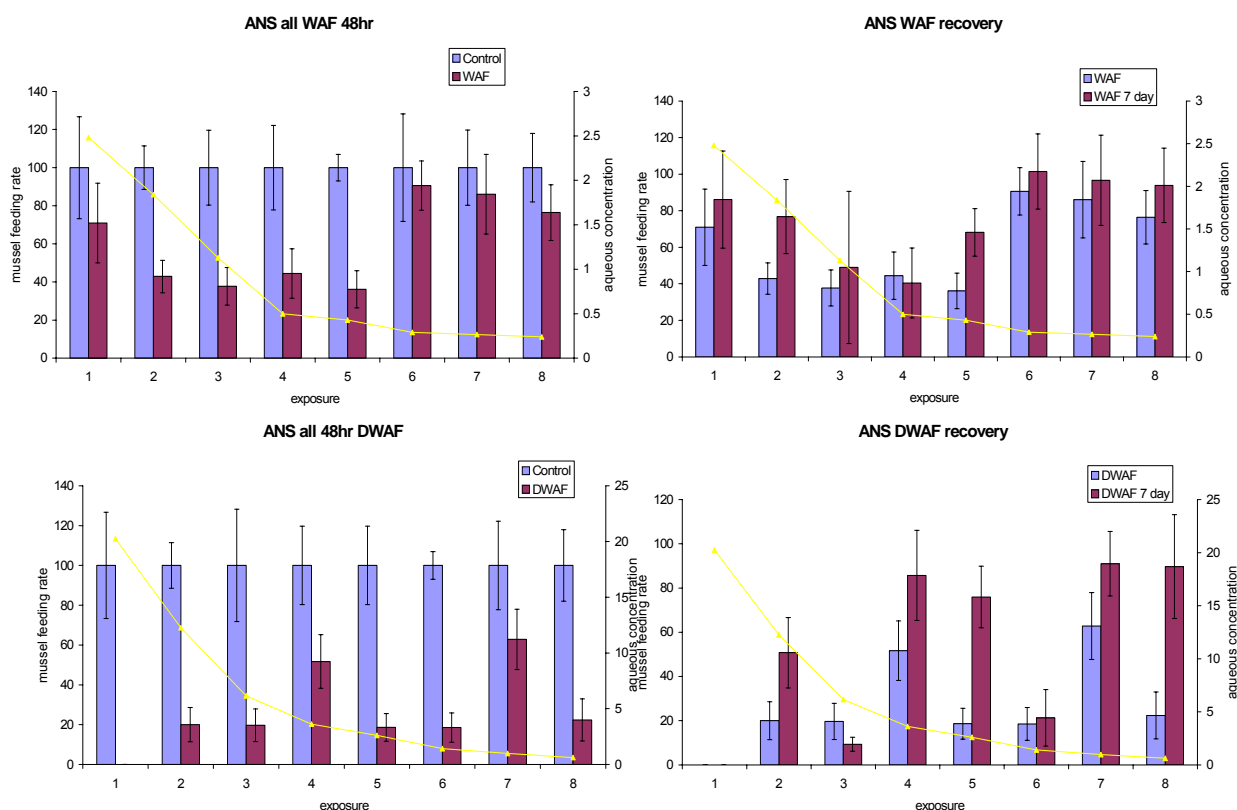 ANS all WAF 48hr
Control
WAF
mussel feeding rate
140
120
100
80
60
40
20
0
3
2.5
2
1.5
1
0.5
0
aqueous concentration
1 2 3 4 5 6 7 8
exposure
ANS WAF recovery
WAF
WAF 7 day
mussel feeding rate
140
120
100
80
60
40
20
0
3
2.5
2
1.5
1
0.5
0
aqueous concentration
1 2 3 4 5 6 7 8
exposure
ANS all 48hr DWAF
Control
DWAF
mussel feeding rate
140
120
100
80
60
40
20
0
25
20
15
10
5
0
aqueous concentration
1 2 3 4 5 6 7 8
exposure
ANS DWAF recovery
DWAF
DWAF 7 day
mussel feeding rate
120
100
80
60
40
20
0
25
20
15
10
5
0
aqueous concentration
1 2 3 4 5 6 7 8
exposure